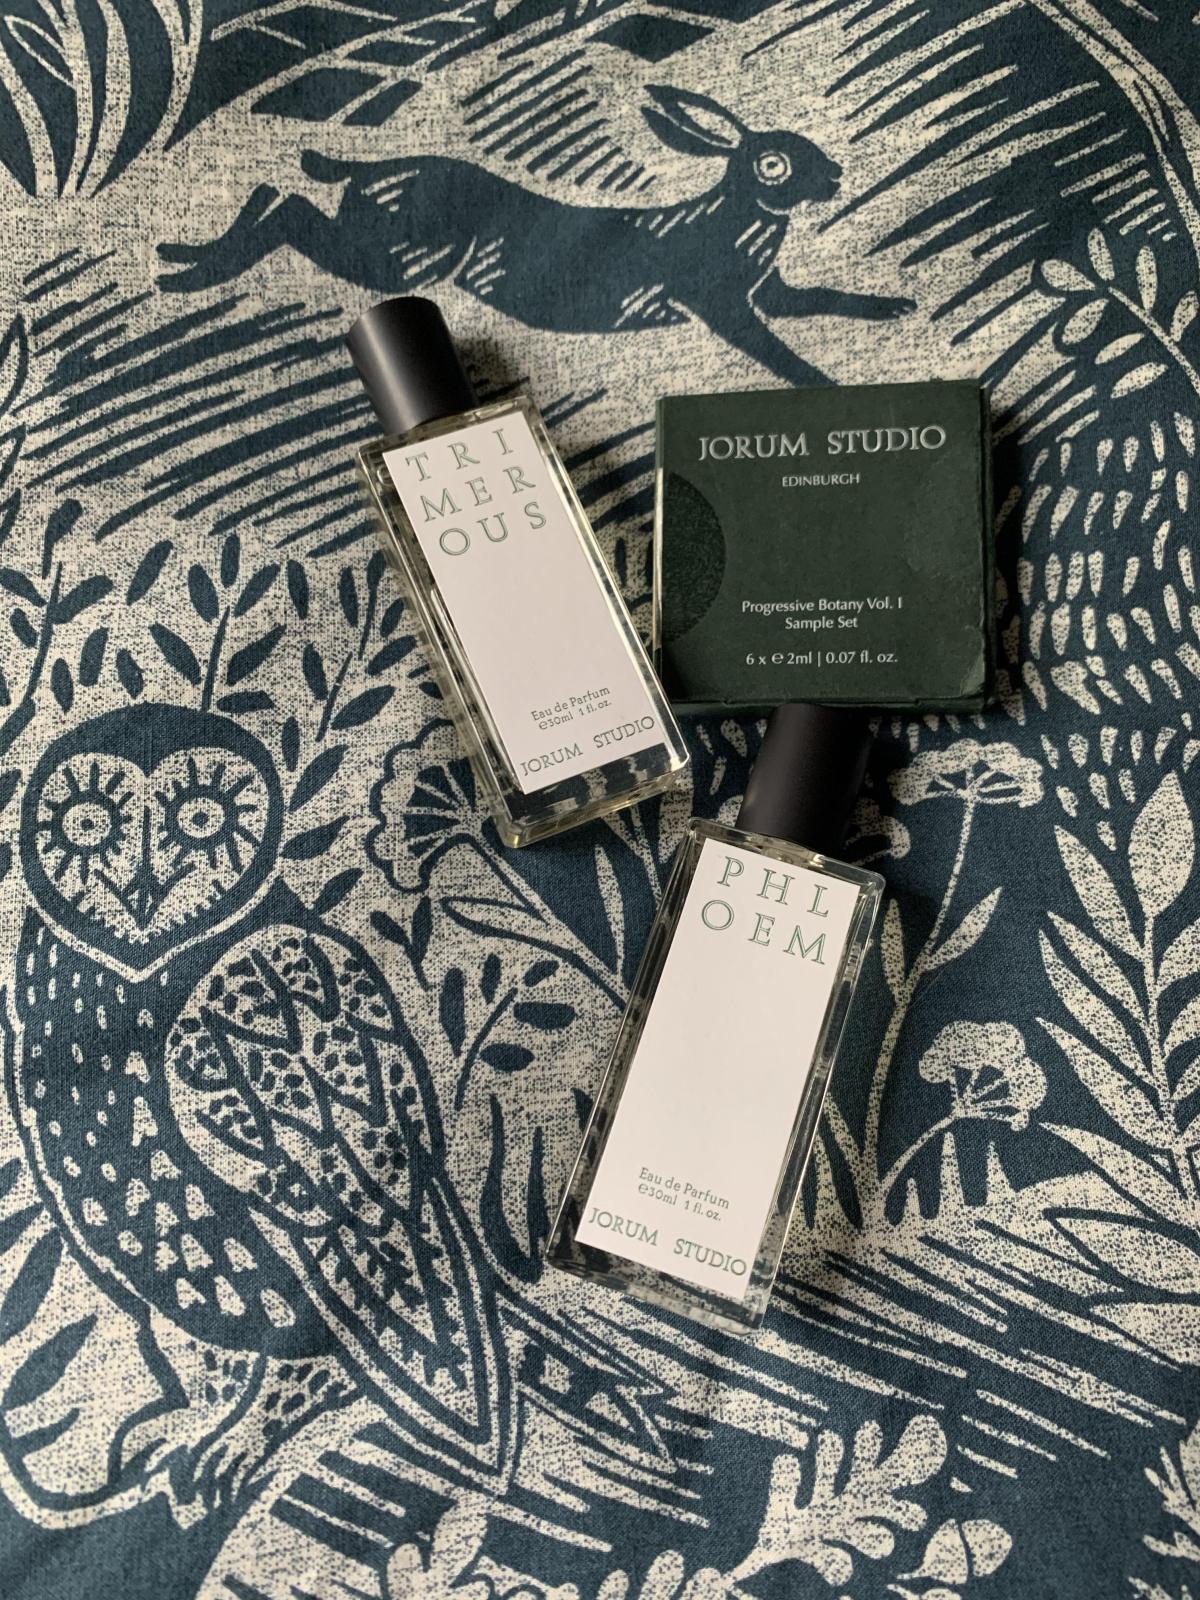 TRI
MER
OUS
Eau de Parfum
℮30ml 1 fl. oz.
JORUM STUDIO
JORUM STUDIO
EDINBURGH
Progressive Botany Vol. I
Sample Set
6 x ℮ 2ml | 0.07 fl. oz.
PHL
OEM
Eau de Parfum
℮30ml 1 fl. oz.
JORUM STUDIO